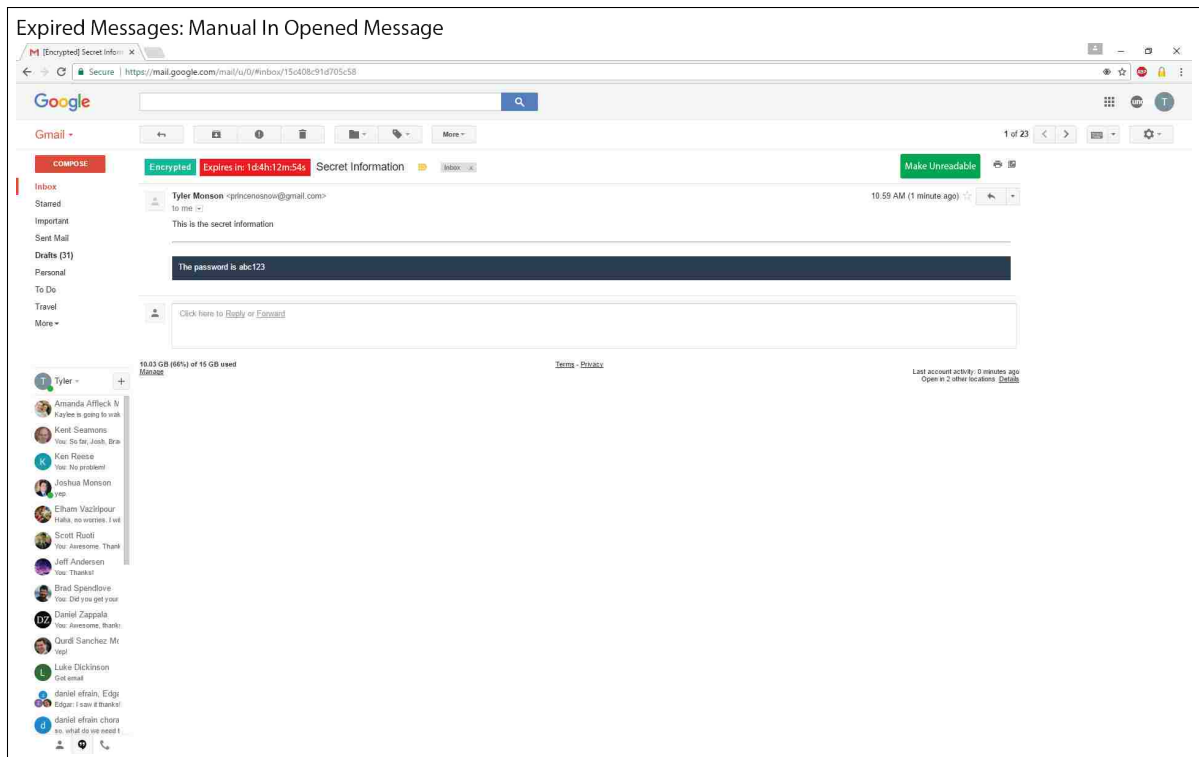 Expired Messages: Manual In Opened Message
[Encrypted] Secret Inform
Secure https://mail.google.com/mail/u/0/#inbox/15c408c91d705c58
Google
Gmail
More
1 of 23
COMPOSE
Encrypted Expires in: 1d:4h:12m:54s Secret Information Inbox x
Make Unreadable
Inbox
Starred
Important
Sent Mail
Drafts (31)
Personal
To Do
Travel
More
Tyler Monson <princenosnow@gmail.com>
10:59 AM (1 minute ago)
to me
This is the secret information
The password is abc123
Click here to Reply or Forward
10.03 GB (66%) of 15 GB used
Manage
Terms - Privacy
Last account activity: 0 minutes ago
Open in 2 other locations Details
T Tyler +
Amanda Affleck M
Kaylee is going to wak
Kent Seamons
You: So far, Josh, Bra
K Ken Reese
You: No problem!
Joshua Monson
yep
Elham Vaziripour
Haha, no worries. I wil
Scott Ruoti
You: Awesome, Thank
Jeff Andersen
You: Thanks!
Brad Spendlove
You: Did you get your
DZ Daniel Zappala
You: Awesome, thank
Qurdi Sanchez Mc
Yep!
L Luke Dickinson
Got email
daniel efrain, Edga
Edgar: I saw it thanks!
d daniel efrain chora
so. what do we need t